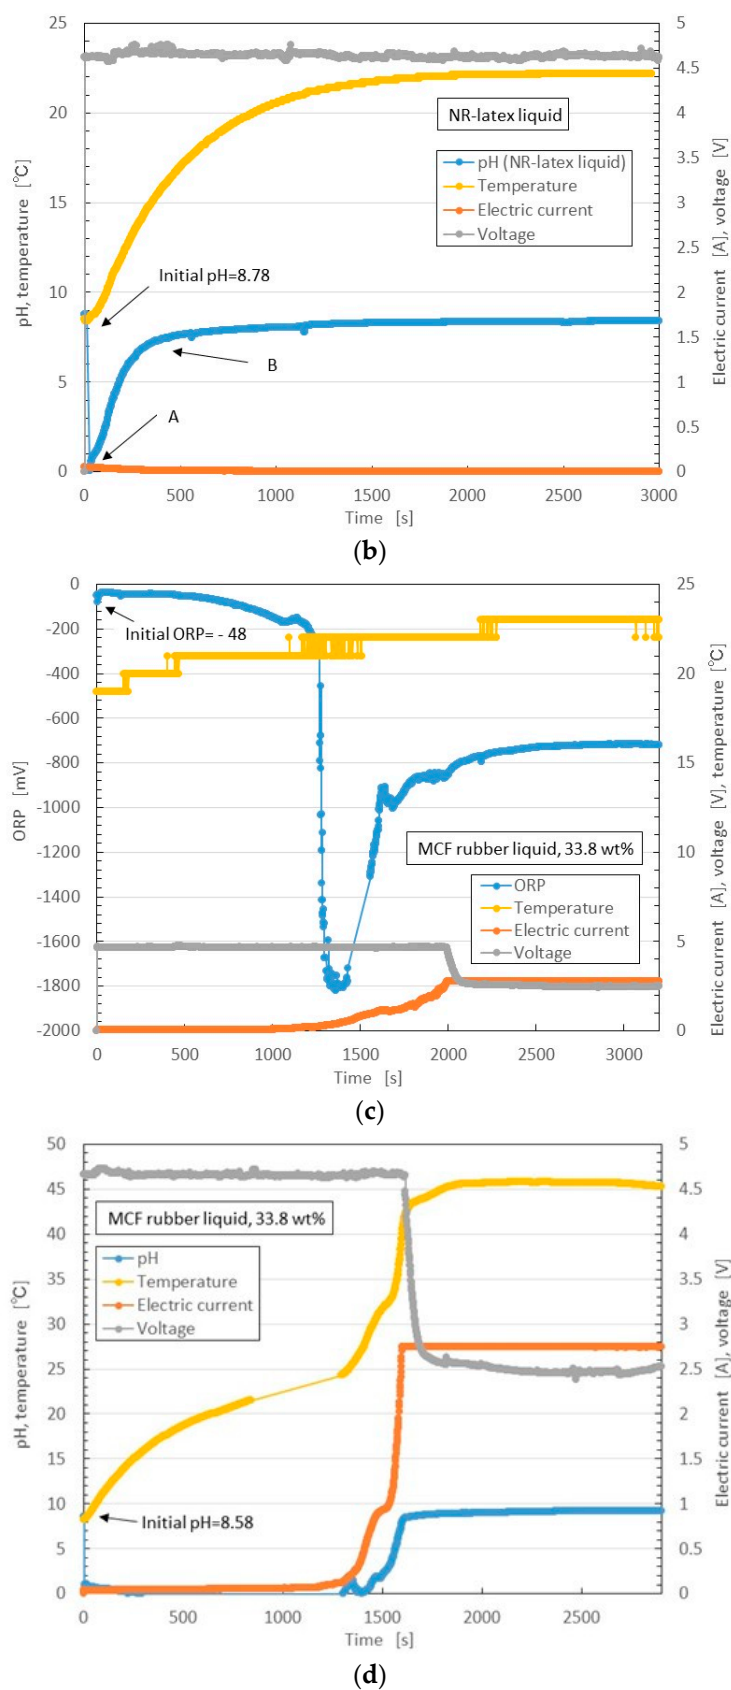 25
20
15
10
5
0
pH, temperature [℃]
5
4.5
4
3.5
3
2.5
2
1.5
1
0.5
0
Electric current [A], voltage [V]
NR-latex liquid
pH (NR-latex liquid)
Temperature
Electric current
Voltage
Initial pH=8.78
B
A
0 500 1000 1500 2000 2500 3000
Time [s]
(b)
0
-200
-400
-600
-800
-1000
-1200
-1400
-1600
-1800
-2000
ORP [mV]
25
20
15
10
5
0
Electric current [A], voltage [V], temperature [℃]
Initial ORP= - 48
MCF rubber liquid, 33.8 wt%
ORP
Temperature
Electric current
Voltage
0 500 1000 1500 2000 2500 3000
Time [s]
(c)
50
45
40
35
30
25
20
15
10
5
0
pH, temperature [℃]
5
4.5
4
3.5
3
2.5
2
1.5
1
0.5
0
Electric current [A], voltage [V]
MCF rubber liquid, 33.8 wt%
pH
Temperature
Electric current
Voltage
Initial pH=8.58
0 500 1000 1500 2000 2500
Time [s]
(d)